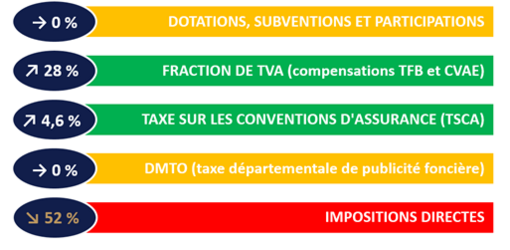 → 0 % DOTATIONS, SUBVENTIONS ET PARTICIPATIONS
↗ 28 % FRACTION DE TVA (compensations TFB et CVAE)
↗ 4,6 % TAXE SUR LES CONVENTIONS D'ASSURANCE (TSCA)
→ 0 % DMTO (taxe départementale de publicité foncière)
↘ 52 % IMPOSITIONS DIRECTES